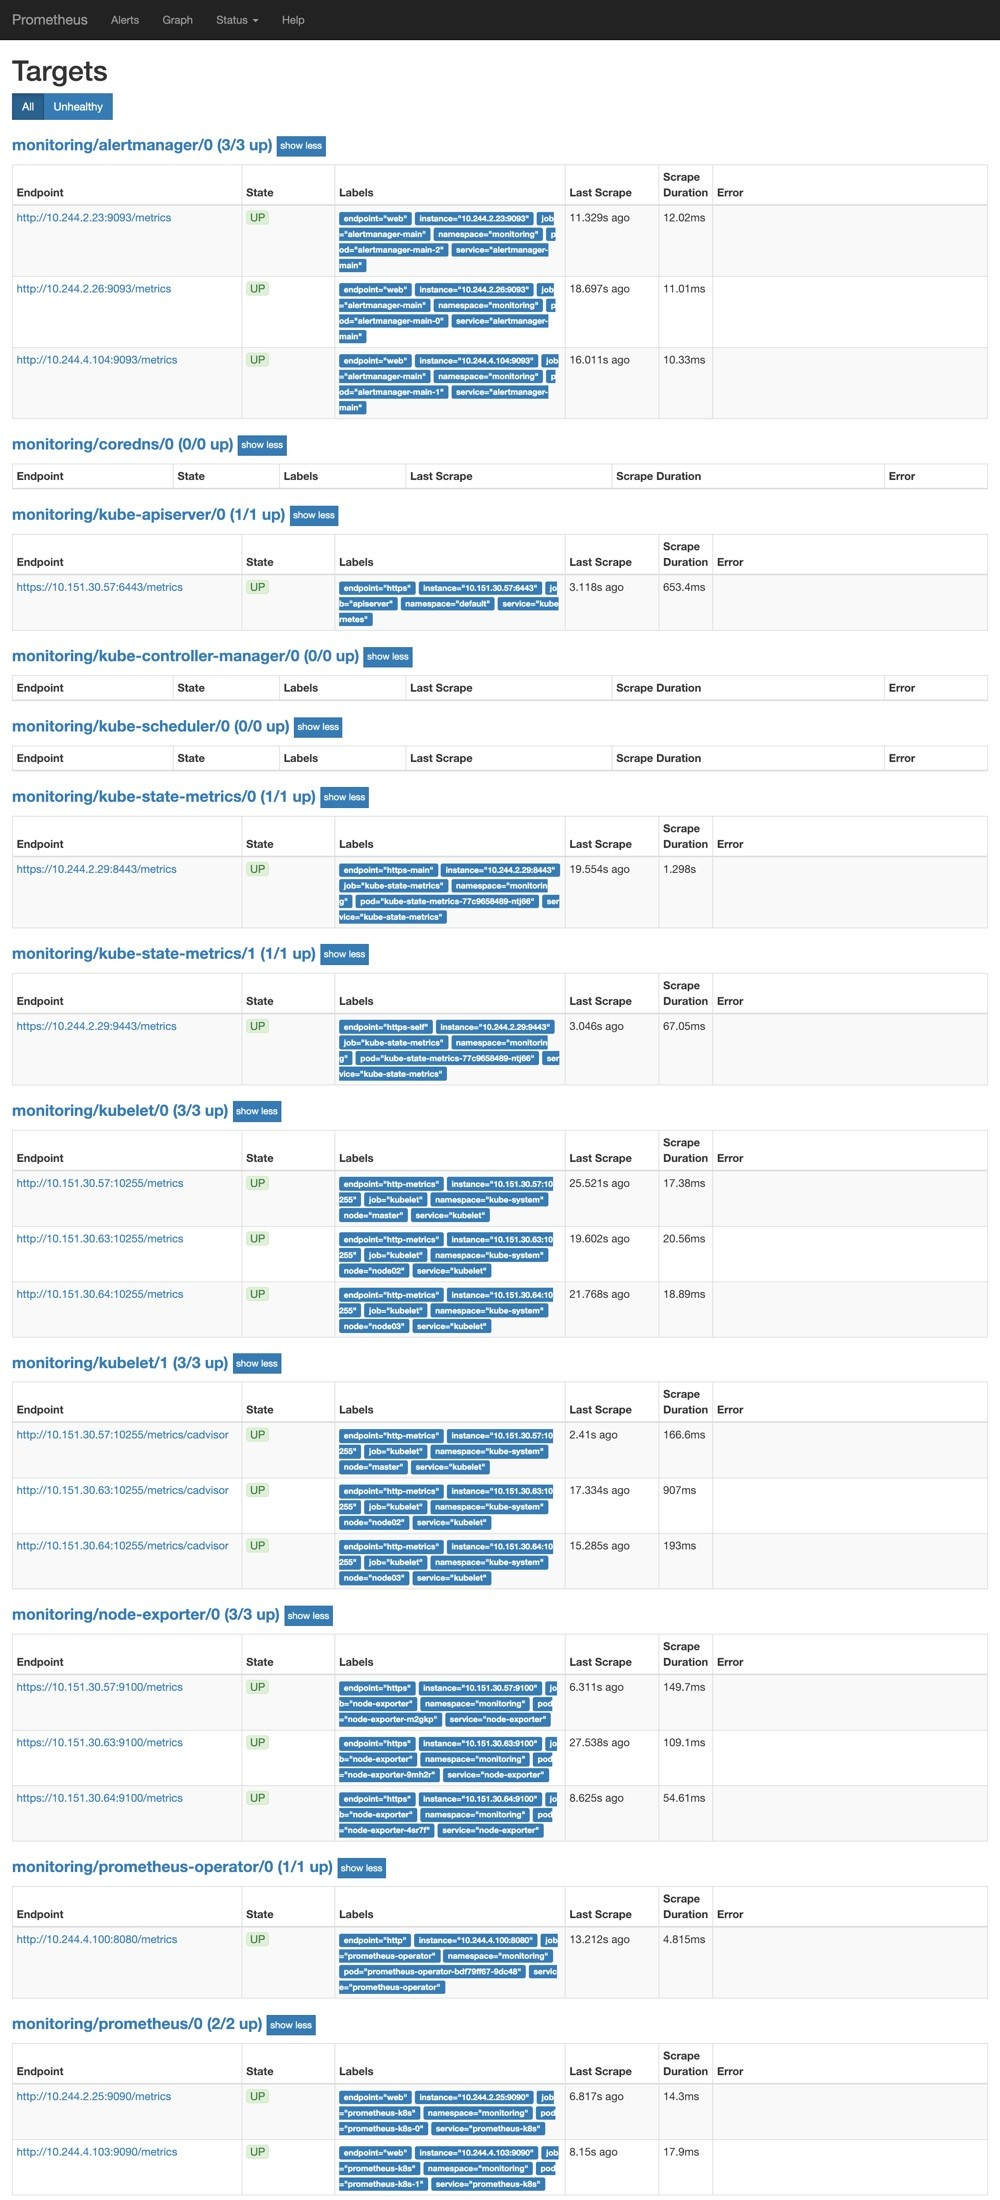 Prometheus Alerts Graph Status Help
Targets
All Unhealthy
monitoring/alertmanager/0 (3/3 up) show less
Endpoint State Labels Last Scrape Scrape Duration Error
http://10.244.2.23:9093/metrics UP endpoint="web" instance="10.244.2.23:9093" job 11.329s ago 12.02ms
="alertmanager-main" namespace="monitoring" p
od="alertmanager-main-2" service="alertmanager-
main"
http://10.244.2.26:9093/metrics UP endpoint="web" instance="10.244.2.26:9093" job 18.697s ago 11.01ms
="alertmanager-main" namespace="monitoring" p
od="alertmanager-main-0" service="alertmanager-
main"
http://10.244.4.104:9093/metrics UP endpoint="web" instance="10.244.4.104:9093" job 16.011s ago 10.33ms
="alertmanager-main" namespace="monitoring" p
od="alertmanager-main-1" service="alertmanager-
main"
monitoring/coredns/0 (0/0 up) show less
Endpoint State Labels Last Scrape Scrape Duration Error
monitoring/kube-apiserver/0 (1/1 up) show less
Endpoint State Labels Last Scrape Scrape Duration Error
https://10.151.30.57:6443/metrics UP endpoint="https" instance="10.151.30.57:6443" jo 3.118s ago 653.4ms
b="apiserver" namespace="default" service="kube
rnetes"
monitoring/kube-controller-manager/0 (0/0 up) show less
Endpoint State Labels Last Scrape Scrape Duration Error
monitoring/kube-scheduler/0 (0/0 up) show less
Endpoint State Labels Last Scrape Scrape Duration Error
monitoring/kube-state-metrics/0 (1/1 up) show less
Endpoint State Labels Last Scrape Scrape Duration Error
https://10.244.2.29:8443/metrics UP endpoint="https-main" instance="10.244.2.29:8443" 19.554s ago 1.298s
job="kube-state-metrics" namespace="monitorin
g" pod="kube-state-metrics-77c9658489-ntj66" ser
vice="kube-state-metrics"
monitoring/kube-state-metrics/1 (1/1 up) show less
Endpoint State Labels Last Scrape Scrape Duration Error
https://10.244.2.29:9443/metrics UP endpoint="https-self" instance="10.244.2.29:9443" 3.046s ago 67.05ms
job="kube-state-metrics" namespace="monitorin
g" pod="kube-state-metrics-77c9658489-ntj66" ser
vice="kube-state-metrics"
monitoring/kubelet/0 (3/3 up) show less
Endpoint State Labels Last Scrape Scrape Duration Error
http://10.151.30.57:10255/metrics UP endpoint="http-metrics" instance="10.151.30.57:10 25.521s ago 17.38ms
255" job="kubelet" namespace="kube-system"
node="master" service="kubelet"
http://10.151.30.63:10255/metrics UP endpoint="http-metrics" instance="10.151.30.63:10 19.602s ago 20.56ms
255" job="kubelet" namespace="kube-system"
node="node02" service="kubelet"
http://10.151.30.64:10255/metrics UP endpoint="http-metrics" instance="10.151.30.64:10 21.768s ago 18.89ms
255" job="kubelet" namespace="kube-system"
node="node03" service="kubelet"
monitoring/kubelet/1 (3/3 up) show less
Endpoint State Labels Last Scrape Scrape Duration Error
http://10.151.30.57:10255/metrics/cadvisor UP endpoint="http-metrics" instance="10.151.30.57:10 2.41s ago 166.6ms
255" job="kubelet" namespace="kube-system"
node="master" service="kubelet"
http://10.151.30.63:10255/metrics/cadvisor UP endpoint="http-metrics" instance="10.151.30.63:10 17.334s ago 907ms
255" job="kubelet" namespace="kube-system"
node="node02" service="kubelet"
http://10.151.30.64:10255/metrics/cadvisor UP endpoint="http-metrics" instance="10.151.30.64:10 15.285s ago 193ms
255" job="kubelet" namespace="kube-system"
node="node03" service="kubelet"
monitoring/node-exporter/0 (3/3 up) show less
Endpoint State Labels Last Scrape Scrape Duration Error
https://10.151.30.57:9100/metrics UP endpoint="https" instance="10.151.30.57:9100" jo 6.311s ago 149.7ms
b="node-exporter" namespace="monitoring" pod
="node-exporter-m2gkp" service="node-exporter"
https://10.151.30.63:9100/metrics UP endpoint="https" instance="10.151.30.63:9100" jo 27.538s ago 109.1ms
b="node-exporter" namespace="monitoring" pod
="node-exporter-9mh2r" service="node-exporter"
https://10.151.30.64:9100/metrics UP endpoint="https" instance="10.151.30.64:9100" jo 8.625s ago 54.61ms
b="node-exporter" namespace="monitoring" pod
="node-exporter-4sr7f" service="node-exporter"
monitoring/prometheus-operator/0 (1/1 up) show less
Endpoint State Labels Last Scrape Scrape Duration Error
http://10.244.4.100:8080/metrics UP endpoint="http" instance="10.244.4.100:8080" job 13.212s ago 4.815ms
="prometheus-operator" namespace="monitoring"
pod="prometheus-operator-bdf79ff67-9dc48" servic
e="prometheus-operator"
monitoring/prometheus/0 (2/2 up) show less
Endpoint State Labels Last Scrape Scrape Duration Error
http://10.244.2.25:9090/metrics UP endpoint="web" instance="10.244.2.25:9090" job 6.817s ago 14.3ms
="prometheus-k8s" namespace="monitoring" pod
="prometheus-k8s-0" service="prometheus-k8s"
http://10.244.4.103:9090/metrics UP endpoint="web" instance="10.244.4.103:9090" job 8.15s ago 17.9ms
="prometheus-k8s" namespace="monitoring" pod
="prometheus-k8s-1" service="prometheus-k8s"